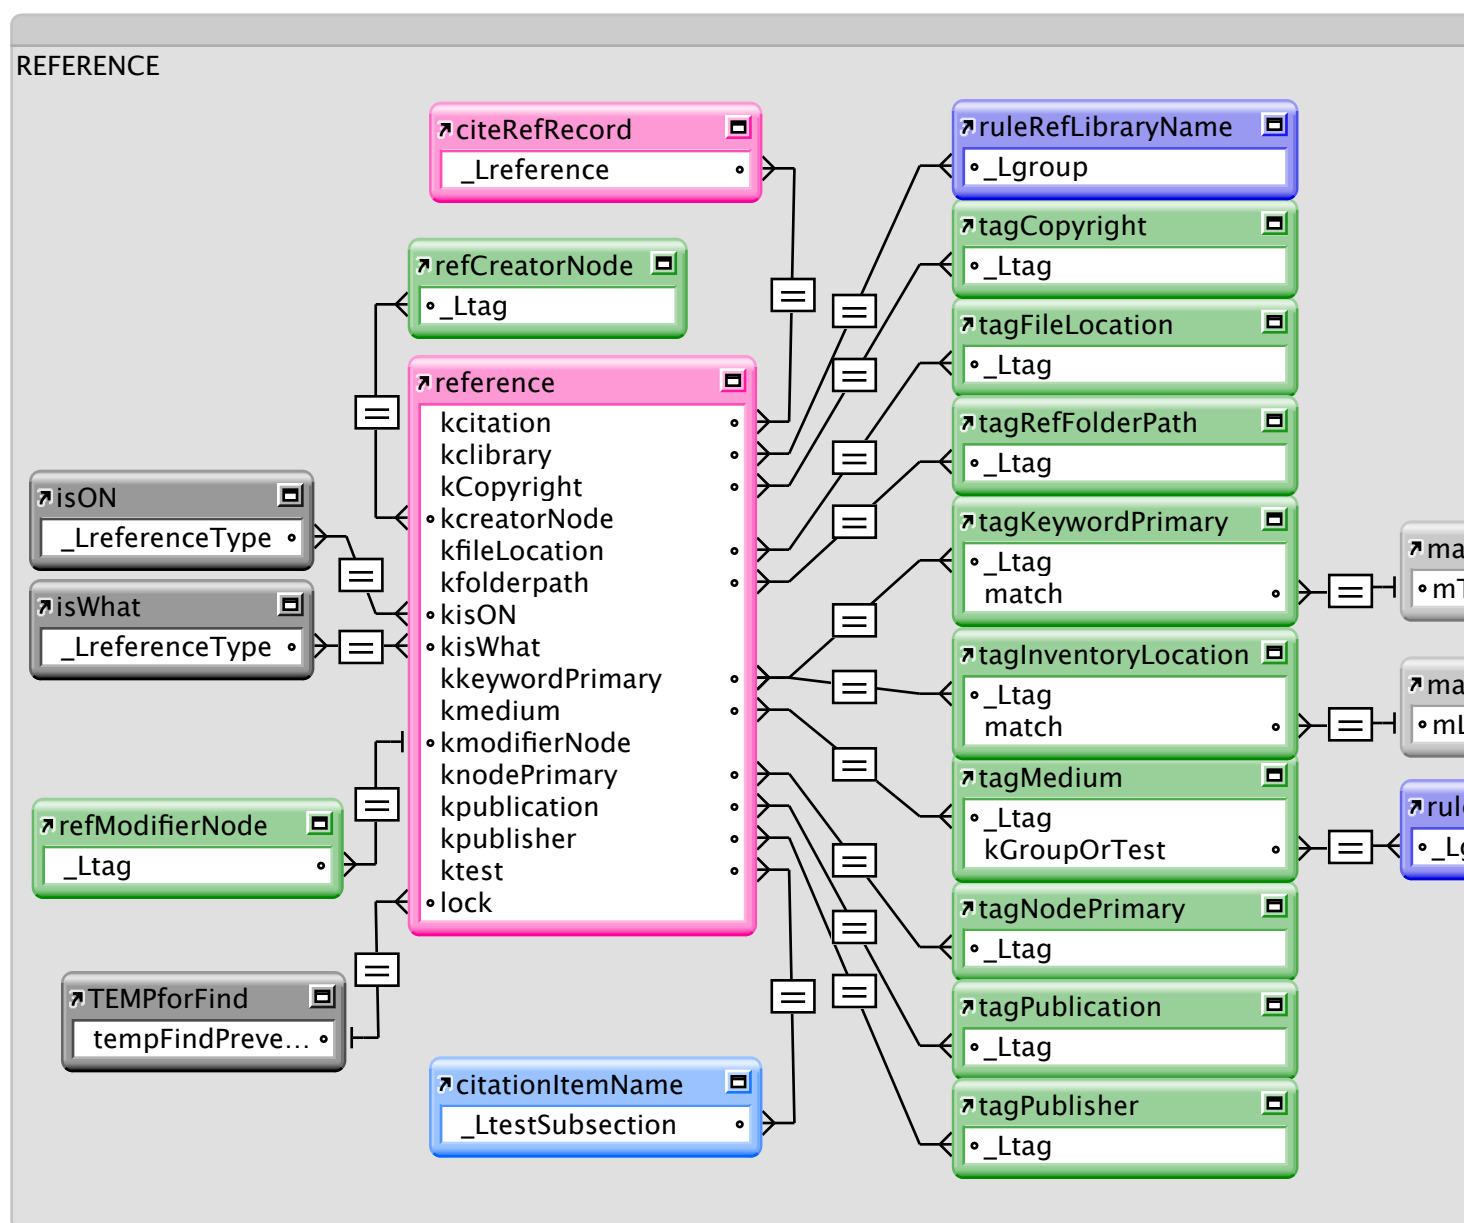 REFERENCE
citeRefRecord
_Lreference
refCreatorNode
_Ltag
reference
kcitation
kclibrary
kCopyright
kcreatorNode
kfileLocation
kfolderpath
kisON
kisWhat
kkeywordPrimary
kmedium
kmodifierNode
knodePrimary
kpublication
kpublisher
ktest
lock
isON
_LreferenceType
isWhat
_LreferenceType
refModifierNode
_Ltag
TEMPforFind
tempFindPreve...
citationItemName
_LtestSubsection
ruleRefLibraryName
_Lgroup
tagCopyright
_Ltag
tagFileLocation
_Ltag
tagRefFolderPath
_Ltag
tagKeywordPrimary
_Ltag
match
tagInventoryLocation
_Ltag
match
tagMedium
_Ltag
kGroupOrTest
tagNodePrimary
_Ltag
tagPublication
_Ltag
tagPublisher
_Ltag